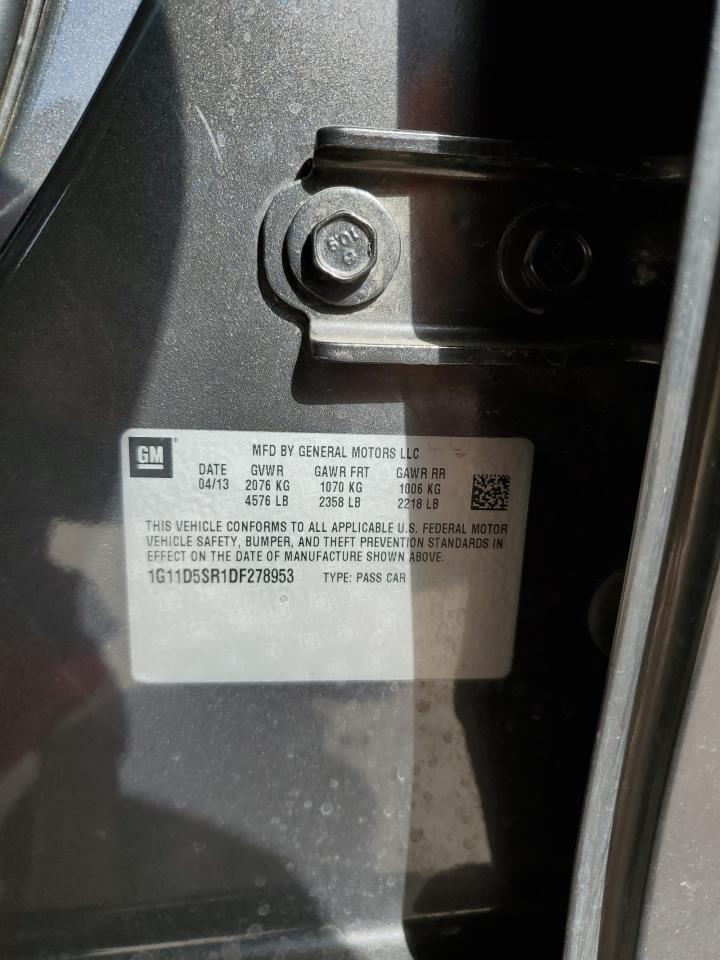 GM
MFD BY GENERAL MOTORS LLC
DATE GVWR GAWR FRT GAWR RR
04/13 2076 KG 1070 KG 1006 KG
4576 LB 2358 LB 2218 LB
THIS VEHICLE CONFORMS TO ALL APPLICABLE U.S. FEDERAL MOTOR
VEHICLE SAFETY, BUMPER, AND THEFT PREVENTION STANDARDS IN
EFFECT ON THE DATE OF MANUFACTURE SHOWN ABOVE.
1G11D5SR1DF278953 TYPE: PASS CAR